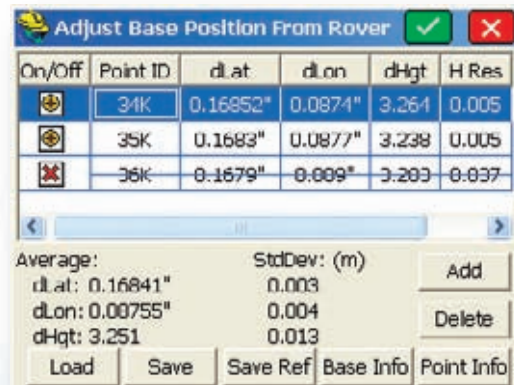 Adjust Base Position From Rover
On/Off Point ID dLat dLon dHgt H Res
34K 0.16852" 0.0874" 3.264 0.005
35K 0.1683" 0.0877" 3.238 0.005
36K 0.1679" 0.009" 3.203 0.037
Average: StdDev: (m)
dLat: 0.16841" 0.003
dLon: 0.08755" 0.004
dHgt: 3.251 0.013
Add
Delete
Load Save Save Ref Base Info Point Info